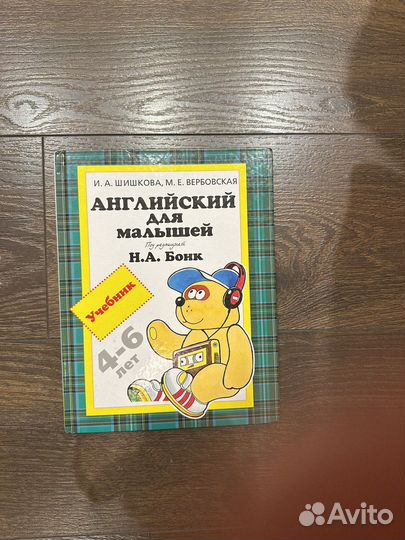 И. А. ШИШКОВА, М. Е. ВЕРБОВСКАЯ
АНГЛИЙСКИЙ
ДЛЯ
МАЛЫШЕЙ
Под редакцией
Н.А. Бонк
Учебник
4-6
лет
Avito